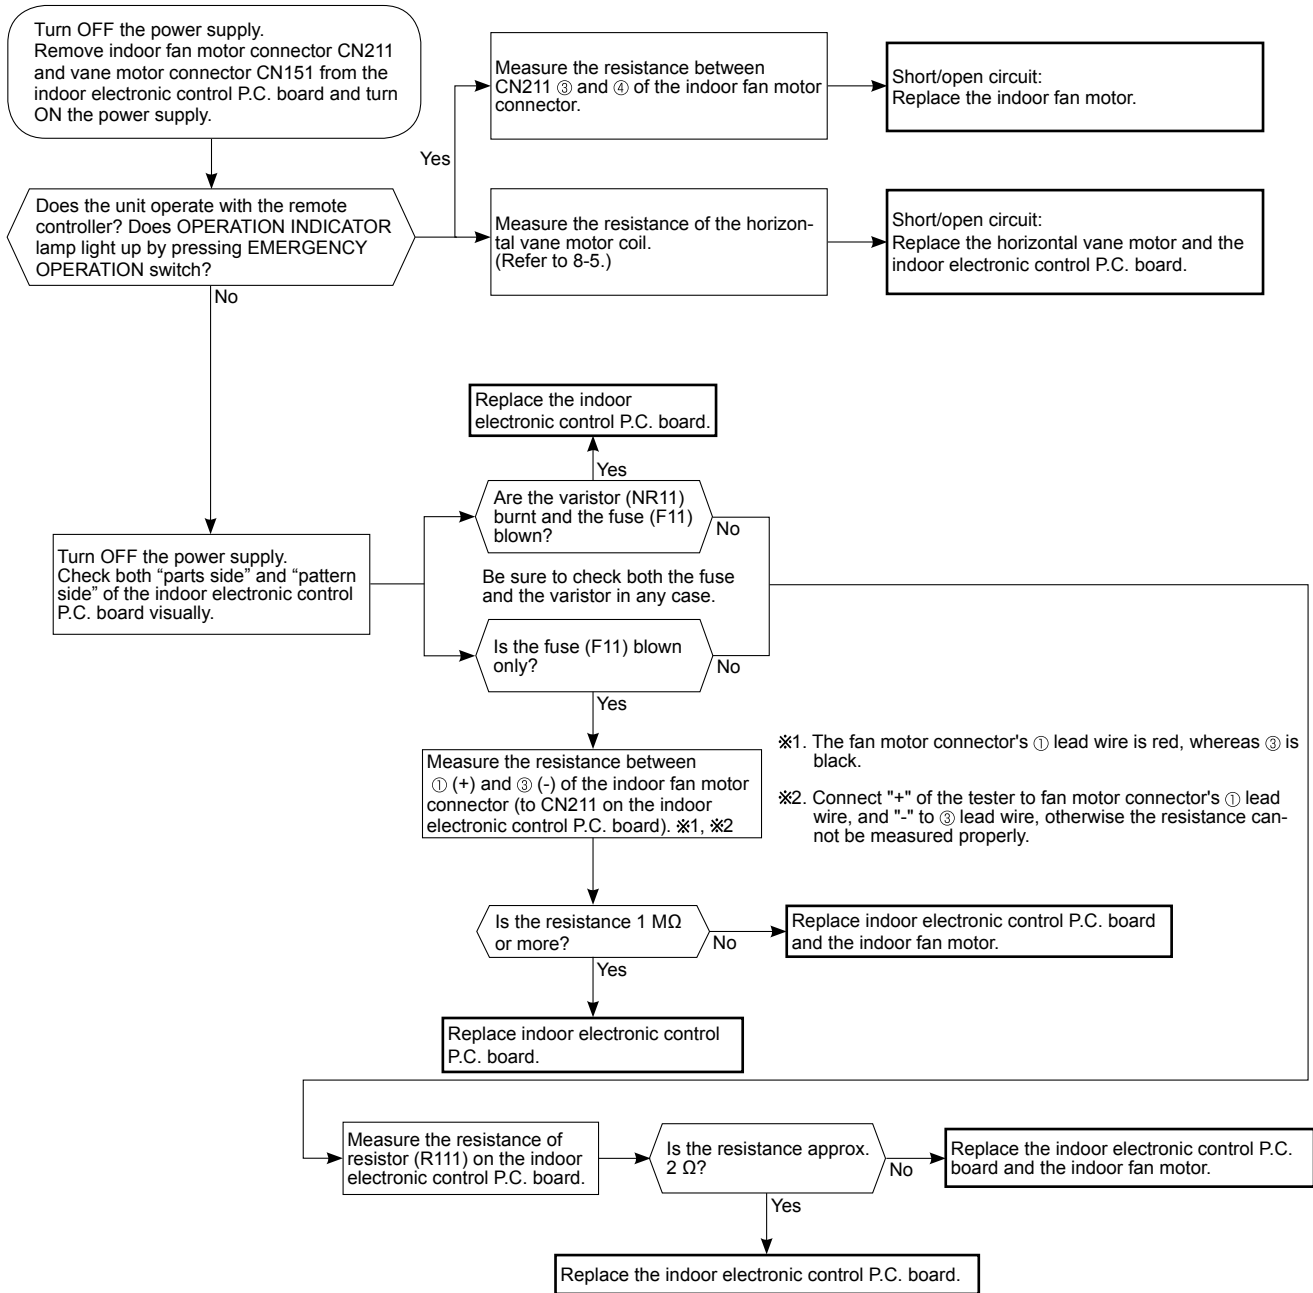 Turn OFF the power supply.
Remove indoor fan motor connector CN211
and vane motor connector CN151 from the
indoor electronic control P.C. board and turn
ON the power supply.
Measure the resistance between
CN211 ③ and ④ of the indoor fan motor
connector.
Short/open circuit:
Replace the indoor fan motor.
Yes
Does the unit operate with the remote
controller? Does OPERATION INDICATOR
lamp light up by pressing EMERGENCY
OPERATION switch?
Measure the resistance of the horizon-
tal vane motor coil.
(Refer to 8-5.)
Short/open circuit:
Replace the horizontal vane motor and the
indoor electronic control P.C. board.
No
Replace the indoor
electronic control P.C. board.
Yes
Are the varistor (NR11)
burnt and the fuse (F11)
blown?
No
Turn OFF the power supply.
Check both “parts side” and “pattern
side” of the indoor electronic control
P.C. board visually.
Be sure to check both the fuse
and the varistor in any case.
Is the fuse (F11) blown
only?
No
Yes
Measure the resistance between
① (+) and ③ (-) of the indoor fan motor
connector (to CN211 on the indoor
electronic control P.C. board). ※1, ※2
※1. The fan motor connector's ① lead wire is red, whereas ③ is
black.
※2. Connect "+" of the tester to fan motor connector's ① lead
wire, and "-" to ③ lead wire, otherwise the resistance can-
not be measured properly.
Is the resistance 1 MΩ
or more?
No
Replace indoor electronic control P.C. board
and the indoor fan motor.
Yes
Replace indoor electronic control
P.C. board.
Measure the resistance of
resistor (R111) on the indoor
electronic control P.C. board.
Is the resistance approx.
2 Ω?
No
Replace the indoor electronic control P.C.
board and the indoor fan motor.
Yes
Replace the indoor electronic control P.C. board.